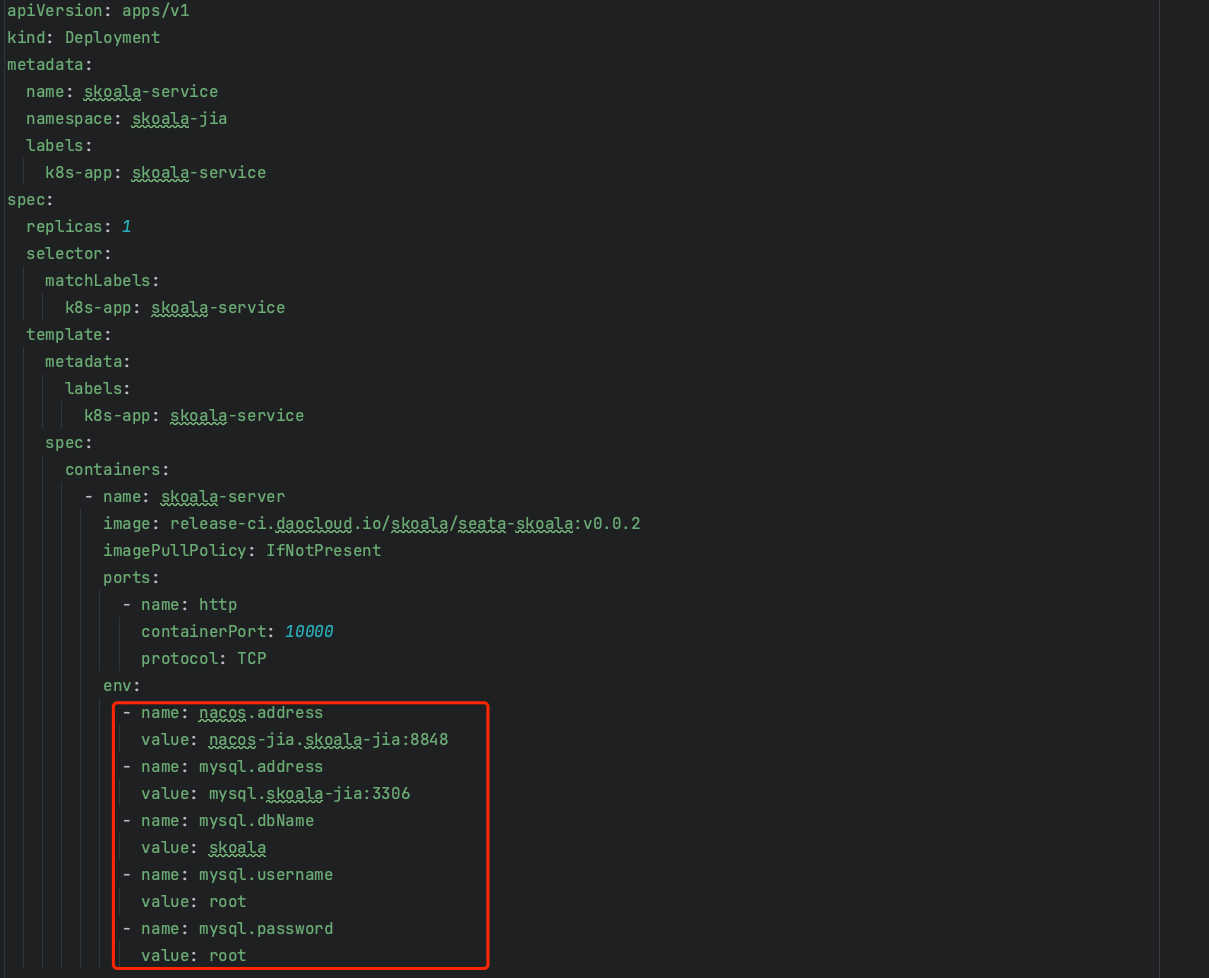 apiVersion: apps/v1
kind: Deployment
metadata:
  name: skoala-service
  namespace: skoala-jia
  labels:
    k8s-app: skoala-service
spec:
  replicas: 1
  selector:
    matchLabels:
      k8s-app: skoala-service
  template:
    metadata:
      labels:
        k8s-app: skoala-service
    spec:
      containers:
        - name: skoala-server
          image: release-ci.daocloud.io/skoala/seata-skoala:v0.0.2
          imagePullPolicy: IfNotPresent
          ports:
            - name: http
              containerPort: 10000
              protocol: TCP
          env:
            - name: nacos.address
              value: nacos-jia.skoala-jia:8848
            - name: mysql.address
              value: mysql.skoala-jia:3306
            - name: mysql.dbName
              value: skoala
            - name: mysql.username
              value: root
            - name: mysql.password
              value: root